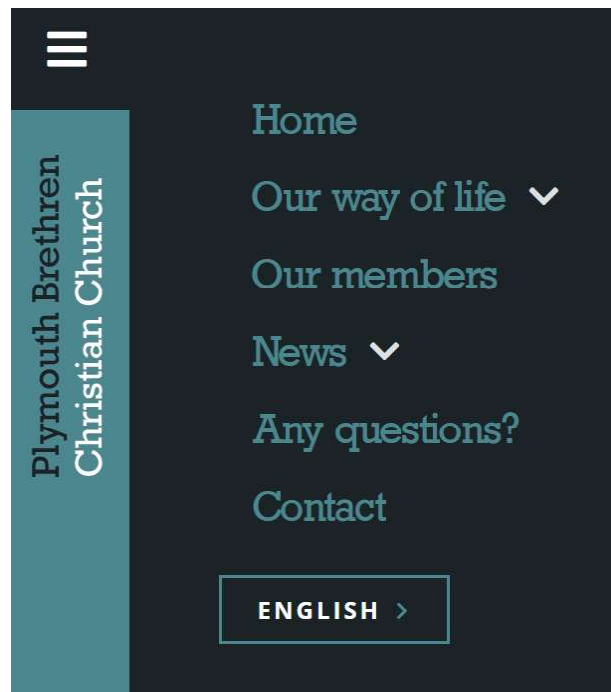 Plymouth Brethren
Christian Church
Home
Our way of life
Our members
News
Any questions?
Contact
ENGLISH